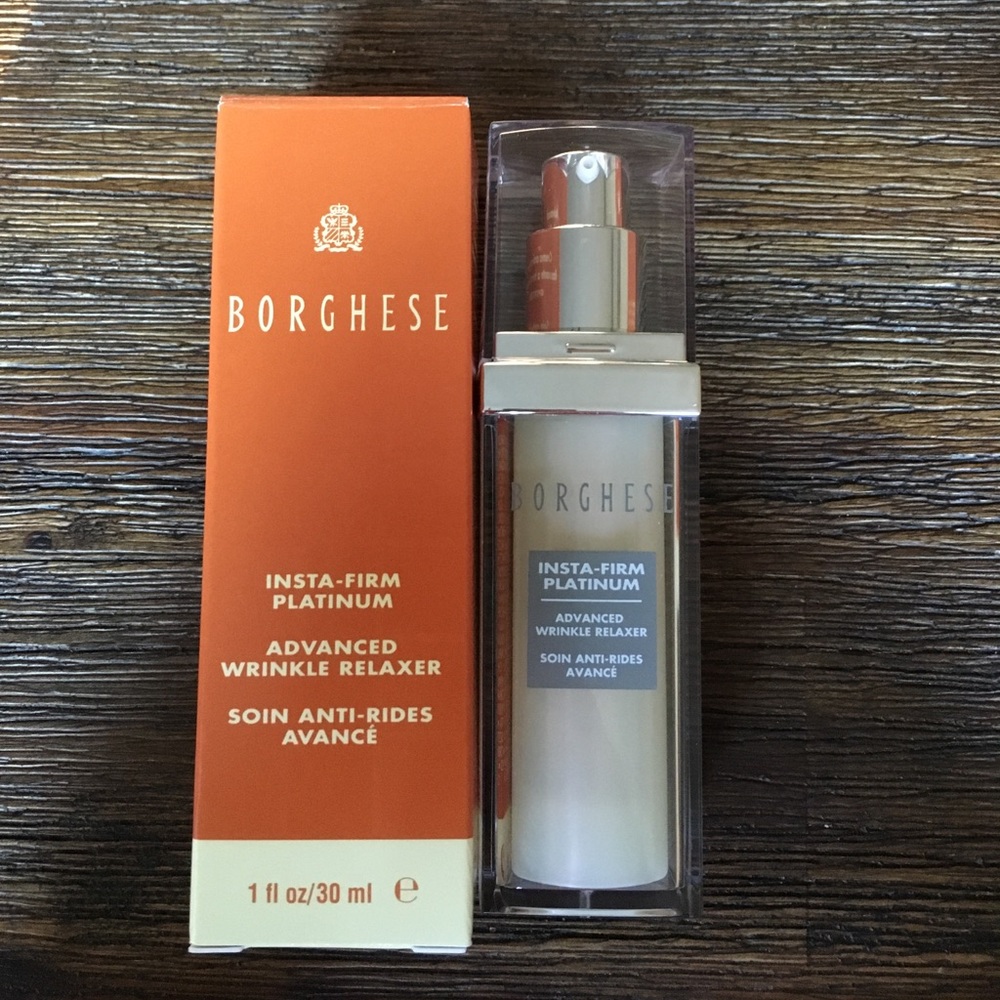 BORGHESE
INSTA-FIRM
PLATINUM
ADVANCED
WRINKLE RELAXER
SOIN ANTI-RIDES
AVANCÉ
1 fl oz/30 ml ℮
BORGHESE
INSTA-FIRM
PLATINUM
ADVANCED
WRINKLE RELAXER
SOIN ANTI-RIDES
AVANCÉ